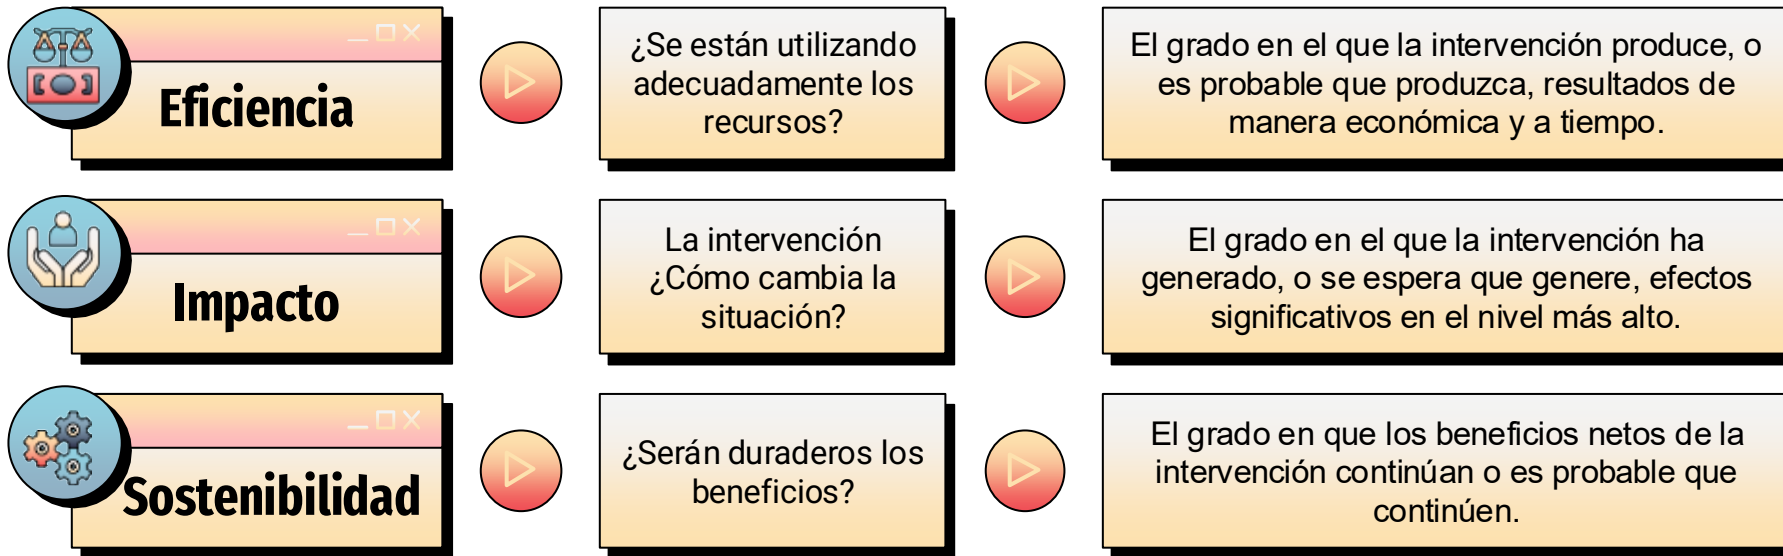 Eficiencia
¿Se están utilizando
adecuadamente los
recursos?
El grado en el que la intervención produce, o
es probable que produzca, resultados de
manera económica y a tiempo.
Impacto
La intervención
¿Cómo cambia la
situación?
El grado en el que la intervención ha
generado, o se espera que genere, efectos
significativos en el nivel más alto.
Sostenibilidad
¿Serán duraderos los
beneficios?
El grado en que los beneficios netos de la
intervención continúan o es probable que
continúen.